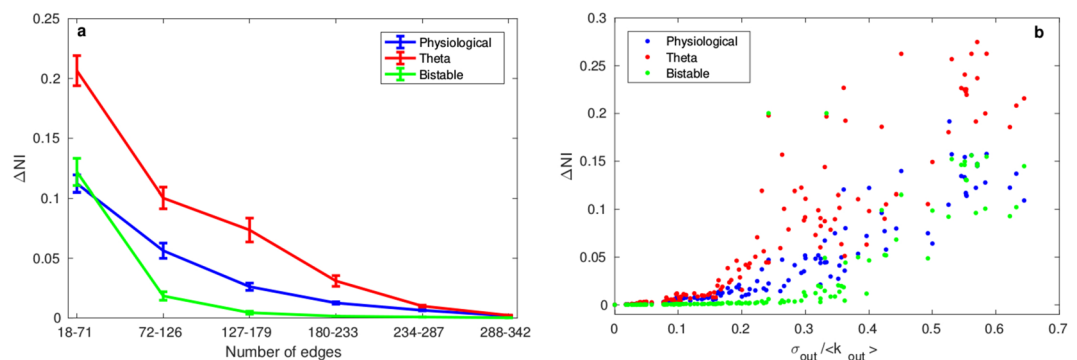 a
0.25
0.2
0.15
0.1
0.05
0
ΔNI
18-71 72-126 127-179 180-233 234-287 288-342
Number of edges
Physiological
Theta
Bistable
b
0.3
0.25
0.2
0.15
0.1
0.05
0
ΔNI
0 0.1 0.2 0.3 0.4 0.5 0.6 0.7
σout/<kout>
Physiological
Theta
Bistable